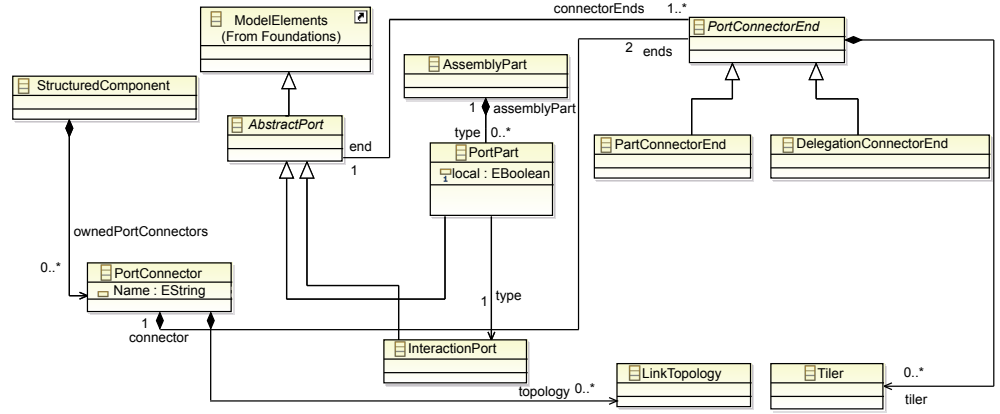 connectorEnds 1..*
ModelElements
(From Foundations)
PortConnectorEnd
2 ends
AssemblyPart
StructuredComponent
1 assemblyPart
AbstractPort
type 0..*
end
1
PortPart
local : EBoolean
PartConnectorEnd
DelegationConnectorEnd
ownedPortConnectors
0..*
PortConnector
Name : EString
1 type
1
connector
InteractionPort
LinkTopology
Tiler
0..*
topology 0..*
tiler